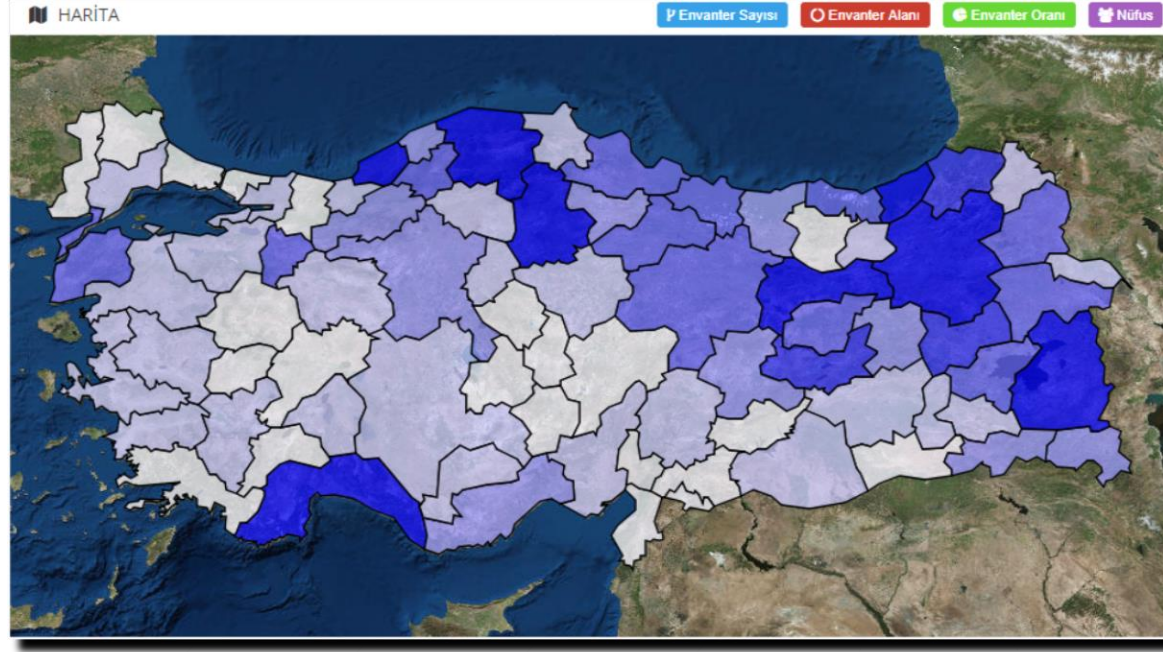 HARİTA
Envanter Sayısı
Envanter Alanı
Envanter Oranı
Nüfus